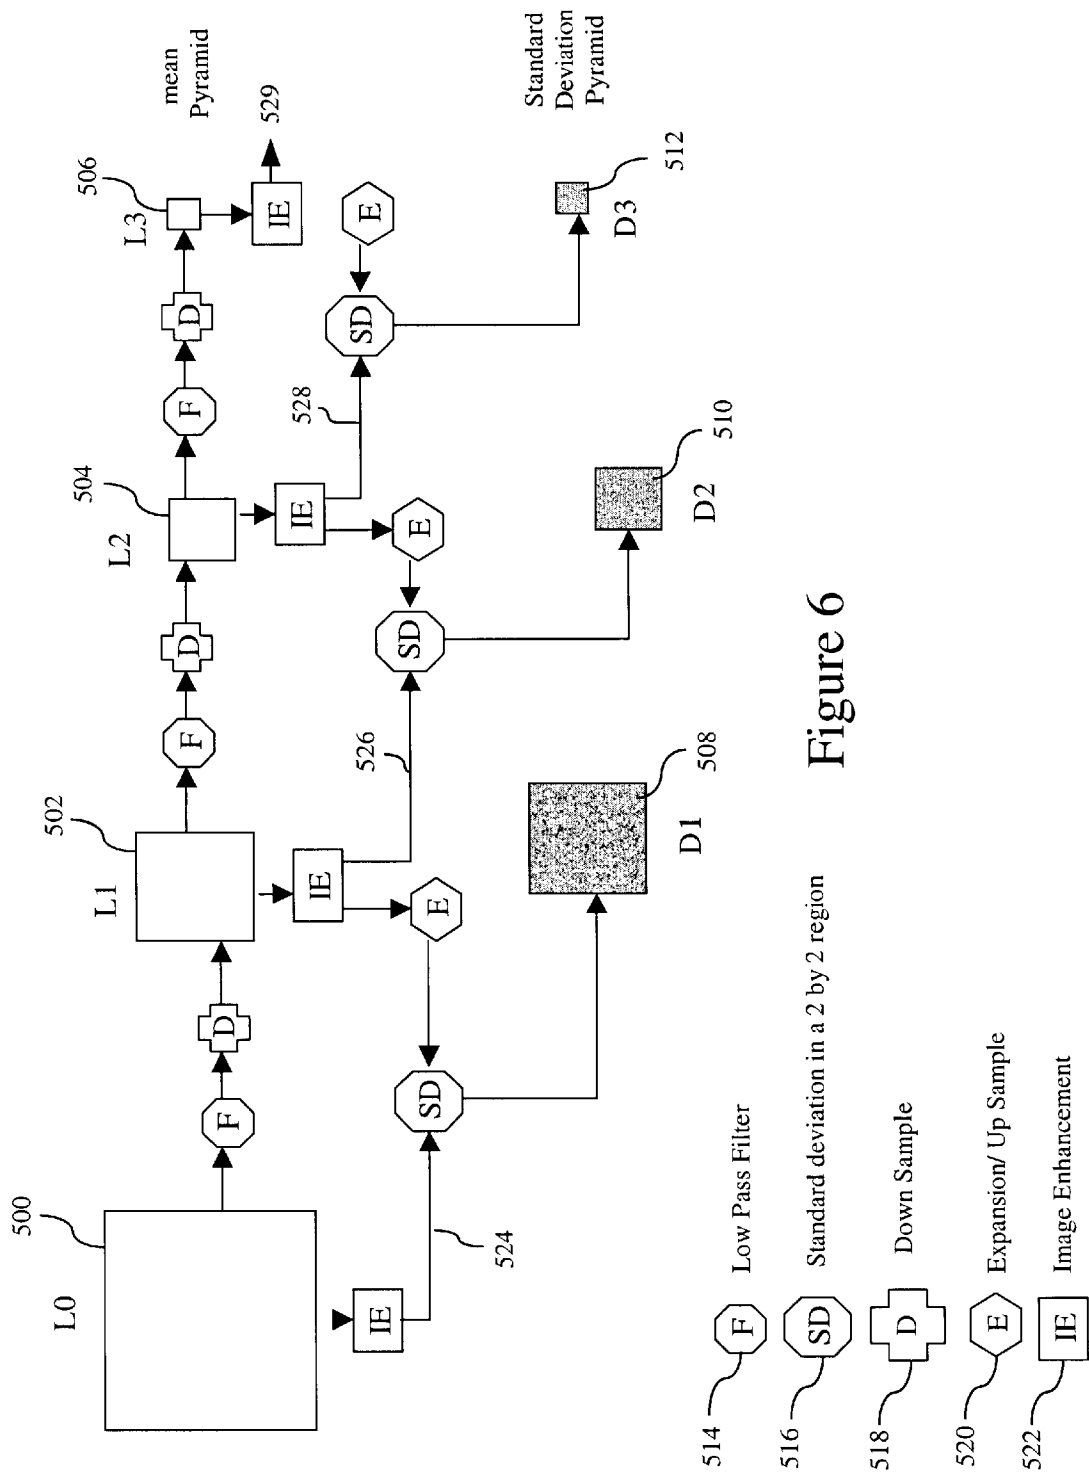 500
L0
502
L1
504
L2
506
L3
mean
Pyramid
F
D
F
D
F
D
IE
529
IE
IE
IE
524
526
528
E
E
E
SD
SD
SD
Standard
Deviation
Pyramid
508
D1
510
D2
512
D3
514
F
Low Pass Filter
516
SD
Standard deviation in a 2 by 2 region
518
D
Down Sample
520
E
Expansion/ Up Sample
522
IE
Image Enhancement
Figure 6